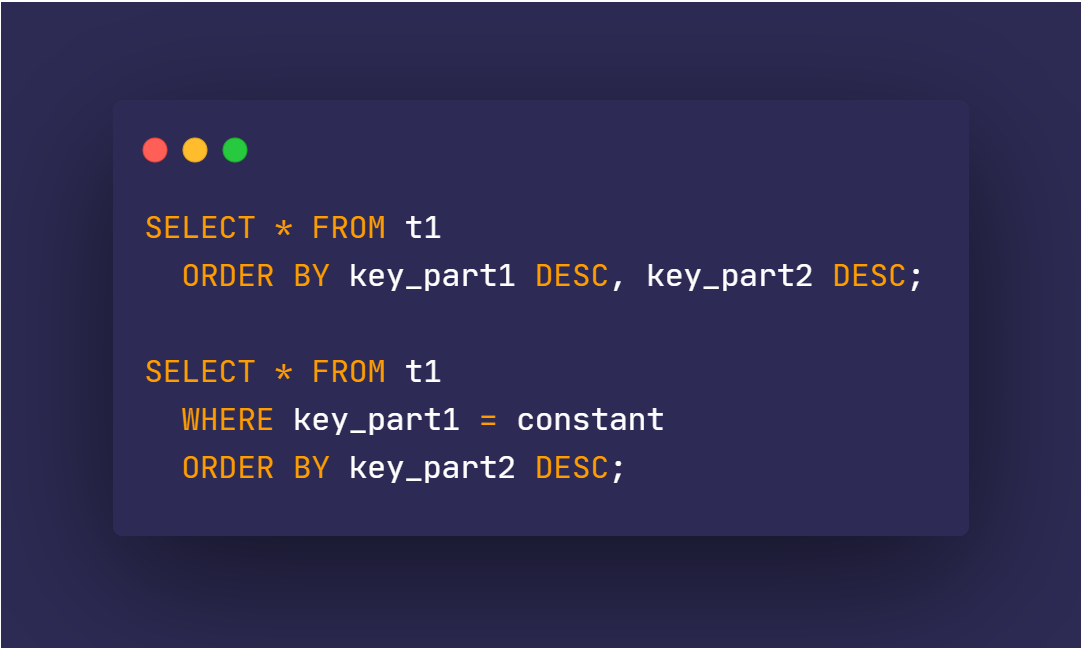 SELECT * FROM t1
  ORDER BY key_part1 DESC, key_part2 DESC;

SELECT * FROM t1
  WHERE key_part1 = constant
  ORDER BY key_part2 DESC;